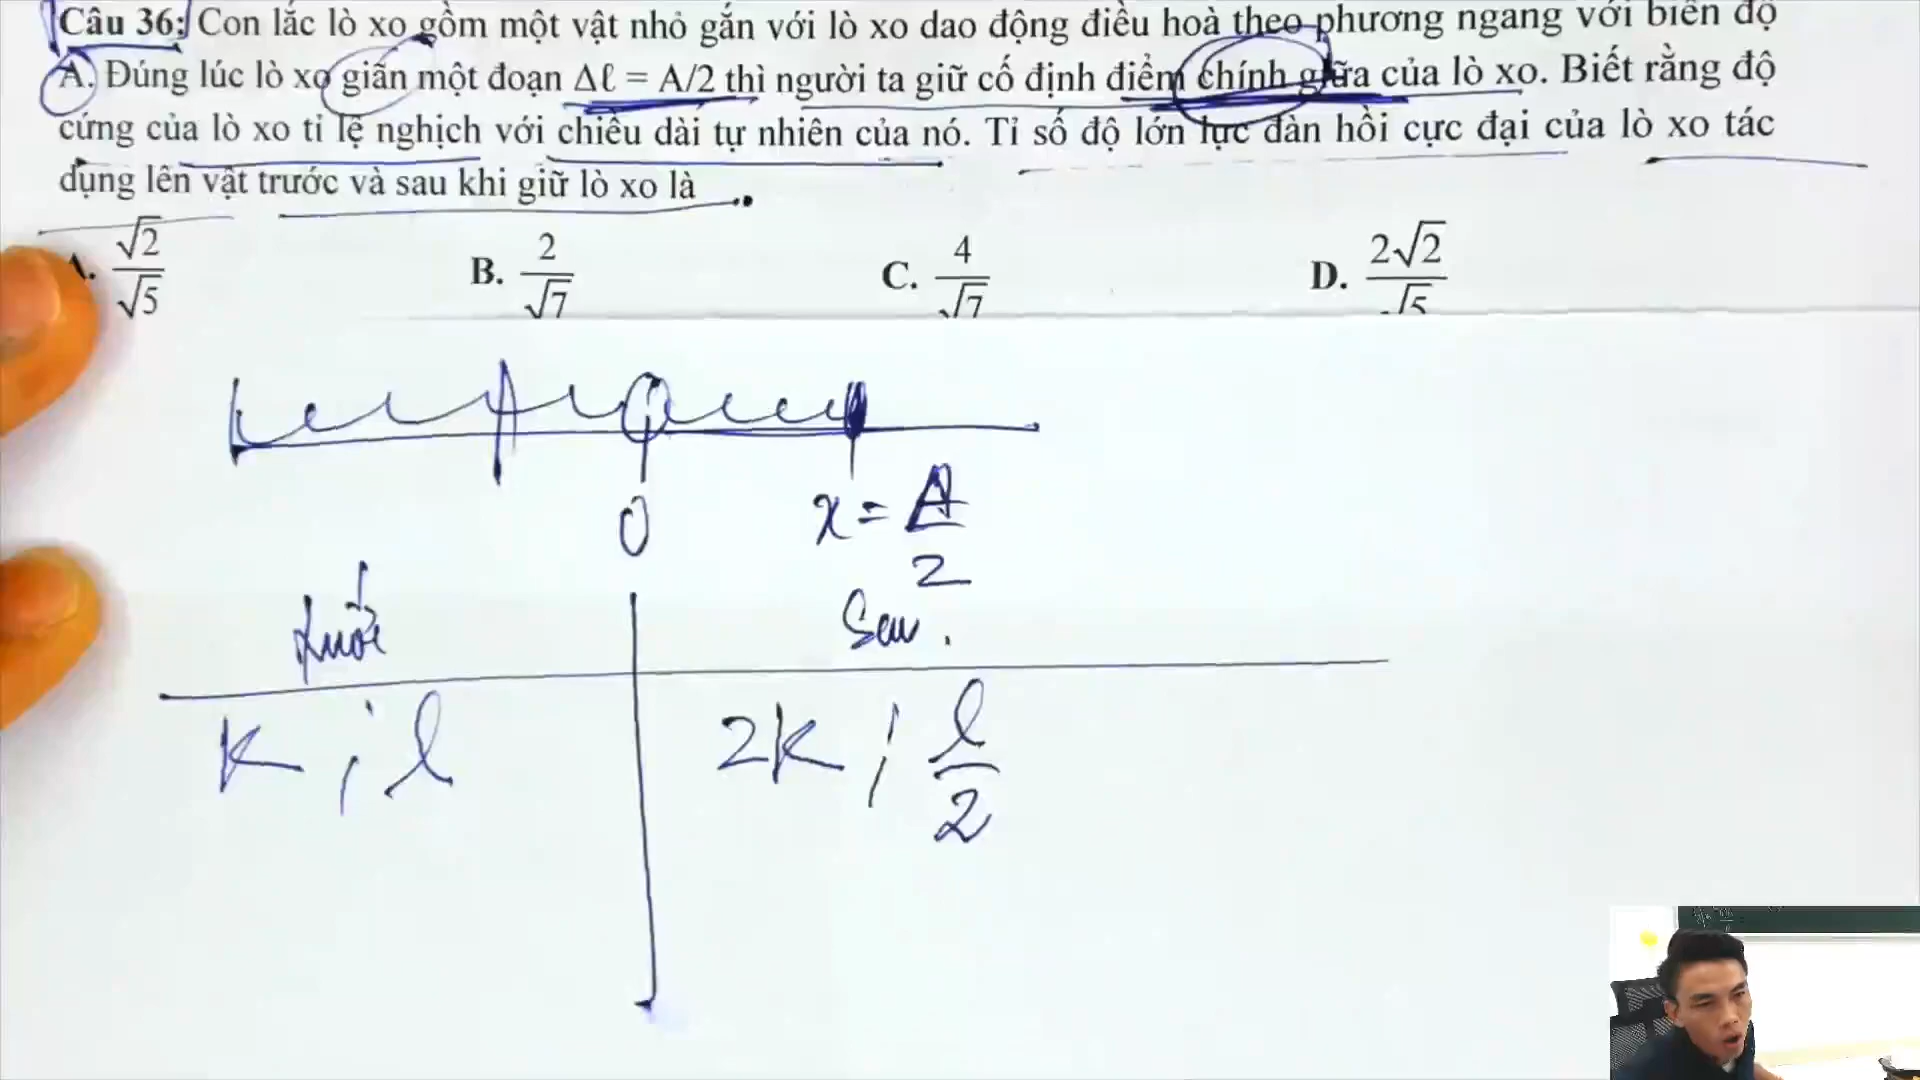 Câu 36: Con lắc lò xo gồm một vật nhỏ gắn với lò xo dao động điều hoà theo phương ngang với biên độ
A. Đúng lúc lò xo giãn một đoạn Δℓ = A/2 thì người ta giữ cố định điểm chính giữa của lò xo. Biết rằng độ
cứng của lò xo tỉ lệ nghịch với chiều dài tự nhiên của nó. Tỉ số độ lớn lực đàn hồi cực đại của lò xo tác
dụng lên vật trước và sau khi giữ lò xo là
A. √2/√5 B. 2/√7 C. 4/√7 D. 2√2/√5
O x = A/2
Trước Sau.
K ; l 2K ; l/2